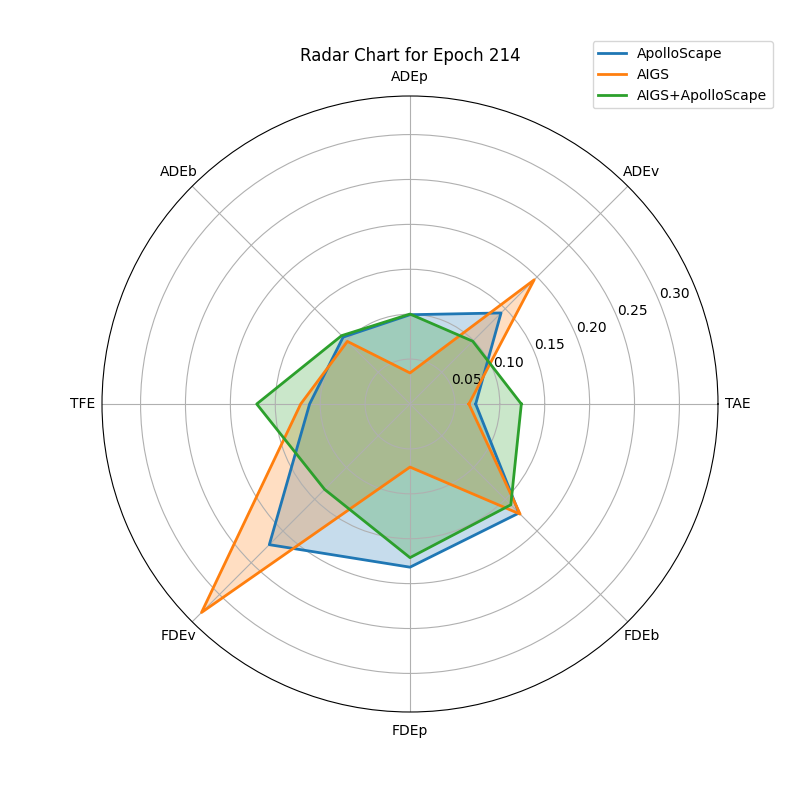 Radar Chart for Epoch 214
ApolloScape
AIGS
AIGS+ApolloScape
ADEp
ADEb
ADEv
0.30
0.25
0.20
0.15
0.10
0.05
TFE
TAE
FDEv
FDEb
FDEp